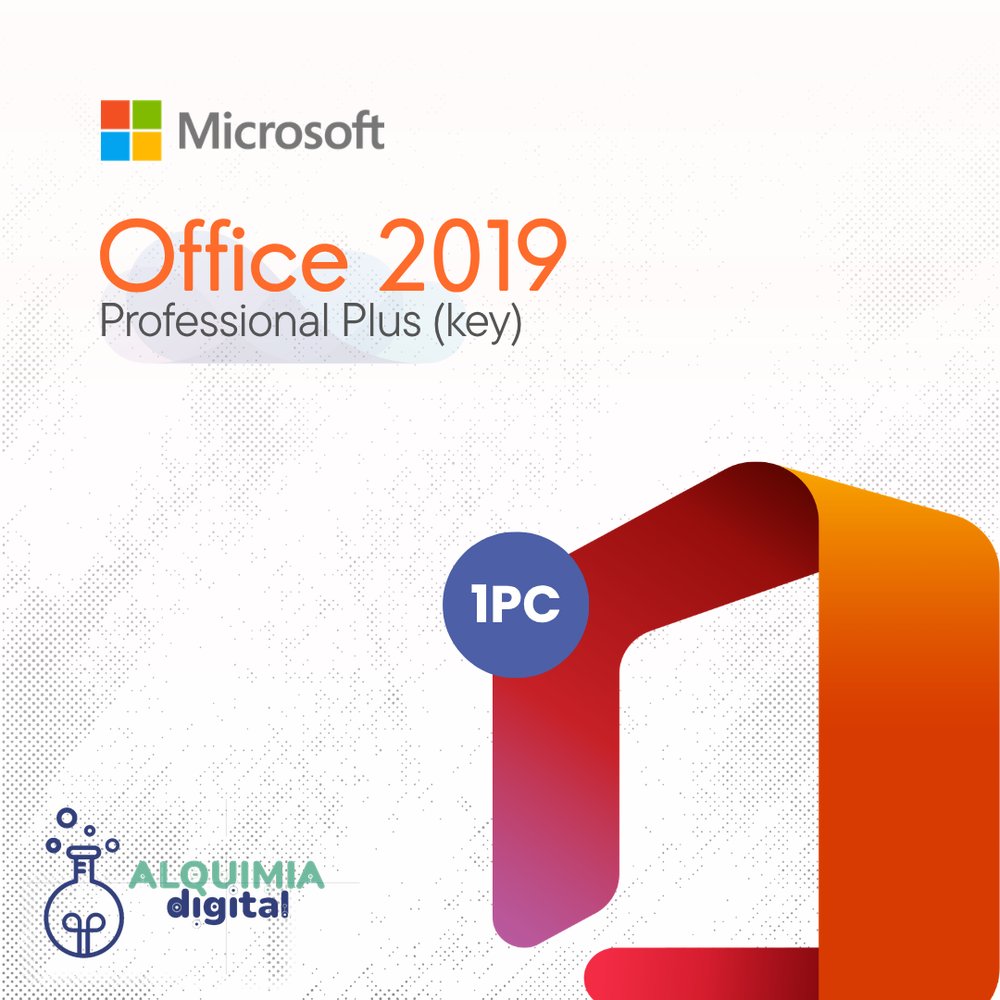 Microsoft
Office 2019
Professional Plus (key)
1PC
ALQUIMIA
digital